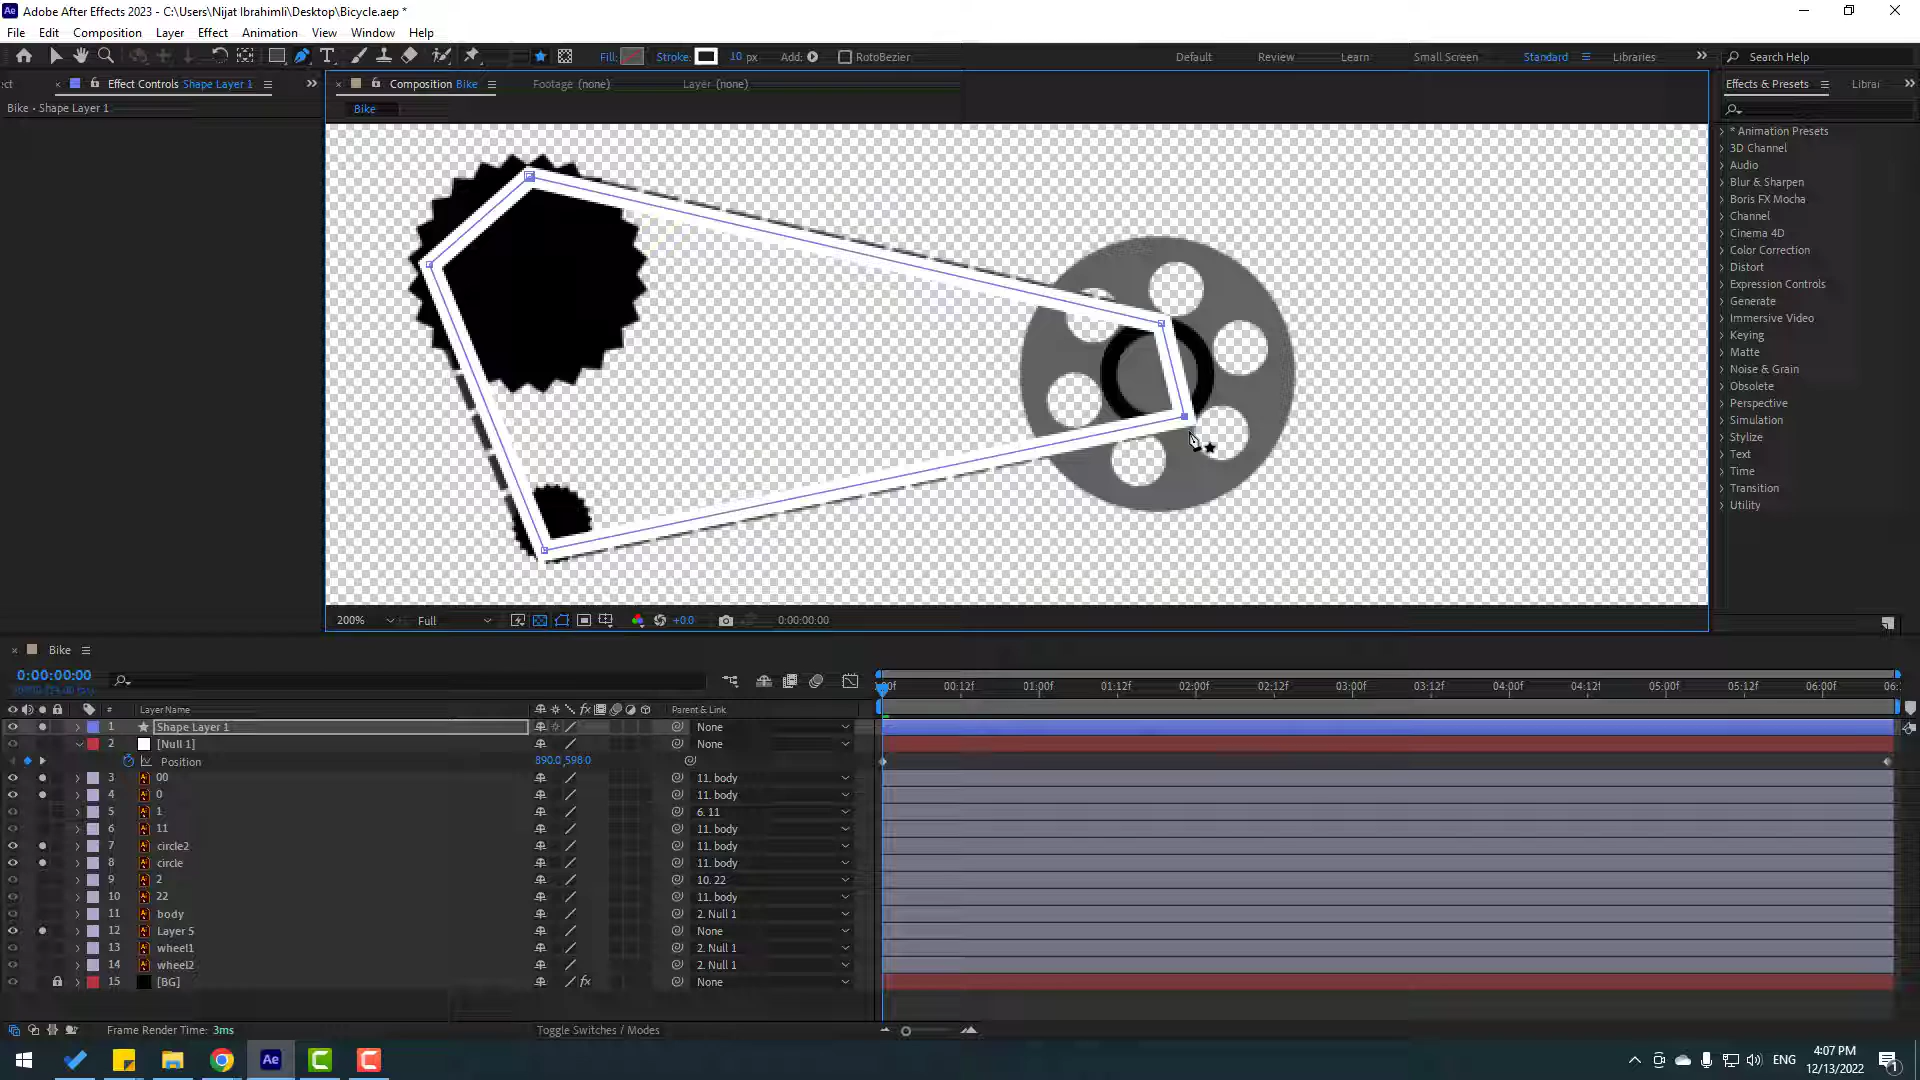 Adobe After Effects 2023 - C:\Users\Nijat Ibrahimli\Desktop\Bicycle.aep *
File Edit Composition Layer Effect Animation View Window Help
Fill: Stroke: 10 px Add: RotoBezier Default Review Learn Small Screen Standard Libraries Search Help
ct Effect Controls Shape Layer 1 Composition Bike Footage (none) Layer (none) Effects & Presets Librar
Bike • Shape Layer 1 Bike
* Animation Presets
3D Channel
Audio
Blur & Sharpen
Boris FX Mocha
Channel
Cinema 4D
Color Correction
Distort
Expression Controls
Generate
Immersive Video
Keying
Matte
Noise & Grain
Obsolete
Perspective
Simulation
Stylize
Text
Time
Transition
Utility
200% Full +0.0 0:00:00:00
Bike
0:00:00:00
:00f 00:12f 01:00f 01:12f 02:00f 02:12f 03:00f 03:12f 04:00f 04:12f 05:00f 05:12f 06:00f 06:
# Layer Name fx Parent & Link
1 Shape Layer 1 None
2 [Null 1] None
Position 890.0,598.0
3 00 11. body
4 0 11. body
5 1 6. 11
6 11 11. body
7 circle2 11. body
8 circle 11. body
9 2 10. 22
10 22 11. body
11 body 2. Null 1
12 Layer 5 None
13 wheel1 2. Null 1
14 wheel2 2. Null 1
15 [BG] fx None
Frame Render Time: 3ms Toggle Switches / Modes
Ae ENG 4:07 PM
12/13/2022 1